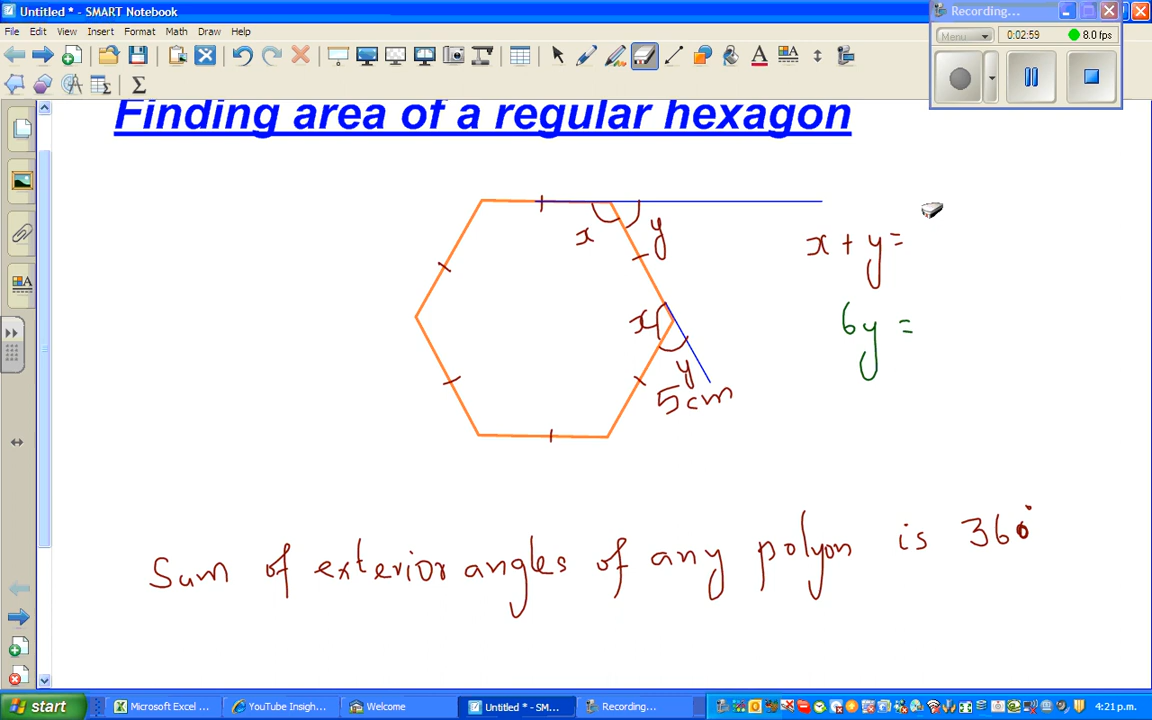 Untitled * - SMART Notebook
Recording...
File Edit View Insert Format Math Draw Help
Menu 0:02:59 8.0 fps
Finding area of a regular hexagon
x y
x + y =
x
6y =
y
5cm
Sum of exterior angles of any polyon is 360°
start Microsoft Excel ... YouTube Insigh... Welcome Untitled * - SM... Recording... 4:21 p.m.